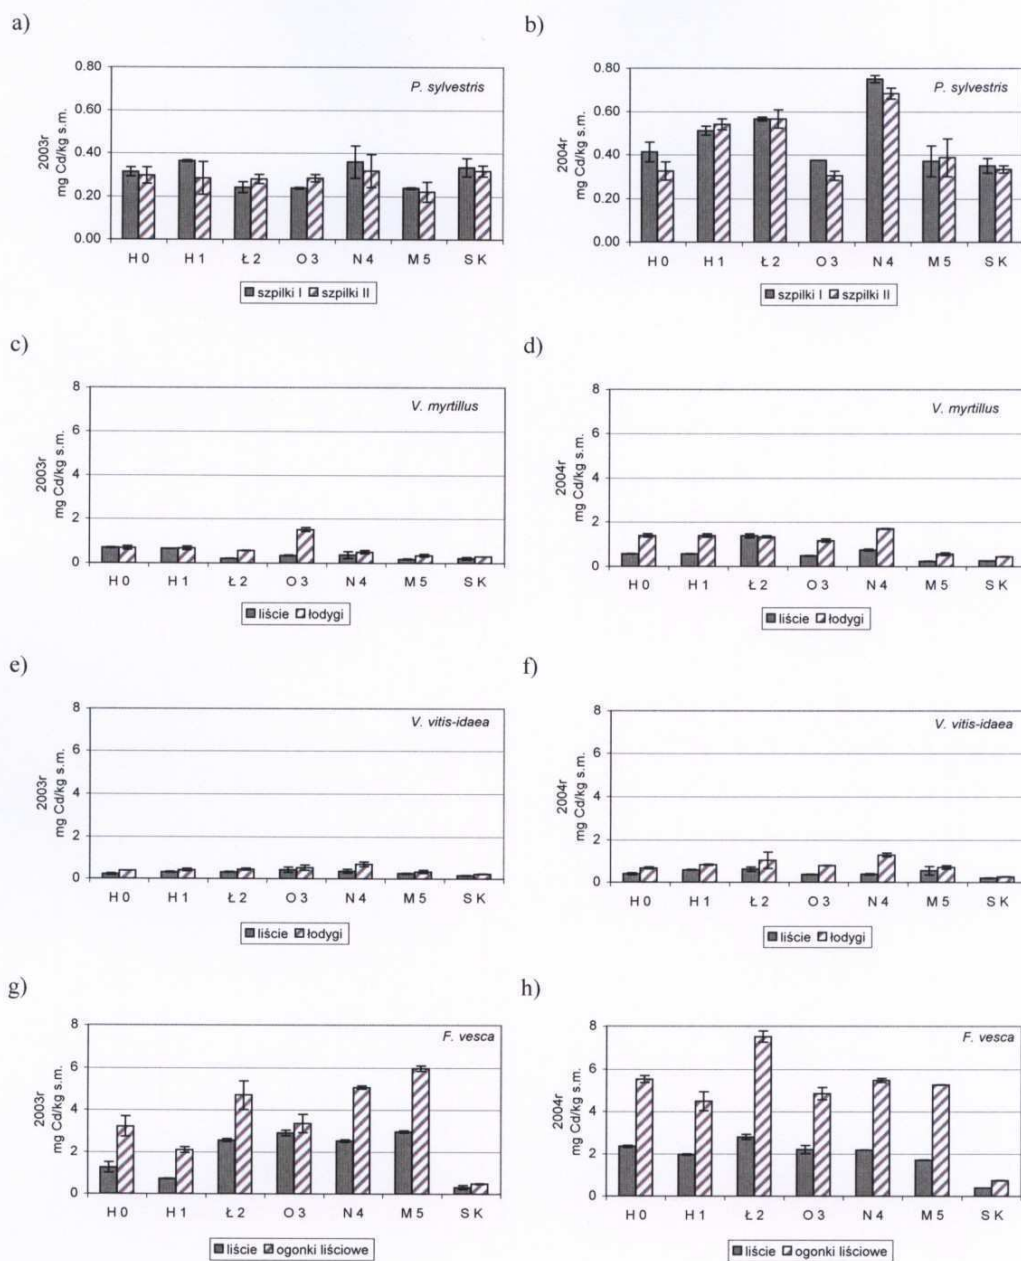 a)
2003r
mg Cd/kg s.m.
0.80
0.60
0.40
0.20
0.00
P. sylvestris
H 0 H 1 Ł 2 O 3 N 4 M 5 S K
szpilki I szpilki II
b)
2004r
mg Cd/kg s.m.
0.80
0.60
0.40
0.20
0.00
P. sylvestris
H 0 H 1 Ł 2 O 3 N 4 M 5 S K
szpilki I szpilki II
c)
2003r
mg Cd/kg s.m.
8
6
4
2
0
V. myrtillus
H 0 H 1 Ł 2 O 3 N 4 M 5 S K
liście łodygi
d)
2004r
mg Cd/kg s.m.
8
6
4
2
0
V. myrtillus
H 0 H 1 Ł 2 O 3 N 4 M 5 S K
liście łodygi
e)
2003r
mg Cd/kg s.m.
8
6
4
2
0
V. vitis-idaea
H 0 H 1 Ł 2 O 3 N 4 M 5 S K
liście łodygi
f)
2004r
mg Cd/kg s.m.
8
6
4
2
0
V. vitis-idaea
H 0 H 1 Ł 2 O 3 N 4 M 5 S K
liście łodygi
g)
2003r
mg Cd/kg s.m.
8
6
4
2
0
F. vesca
H 0 H 1 Ł 2 O 3 N 4 M 5 S K
liście ogonki liściowe
h)
2004r
mg Cd/kg s.m.
8
6
4
2
0
F. vesca
H 0 H 1 Ł 2 O 3 N 4 M 5 S K
liście ogonki liściowe